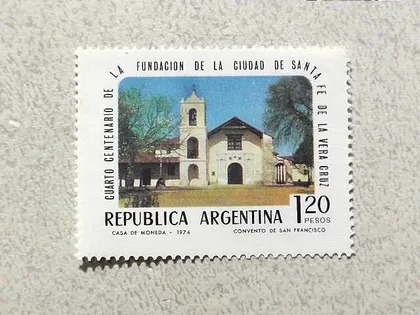 CUARTO CENTENARIO DE LA FUNDACION DE LA CIUDAD DE SANTA FE DE LA VERA CRUZ
REPUBLICA ARGENTINA 1,20
PESOS
CASA DE MONEDA - 1974 CONVENTO DE SAN FRANCISCO